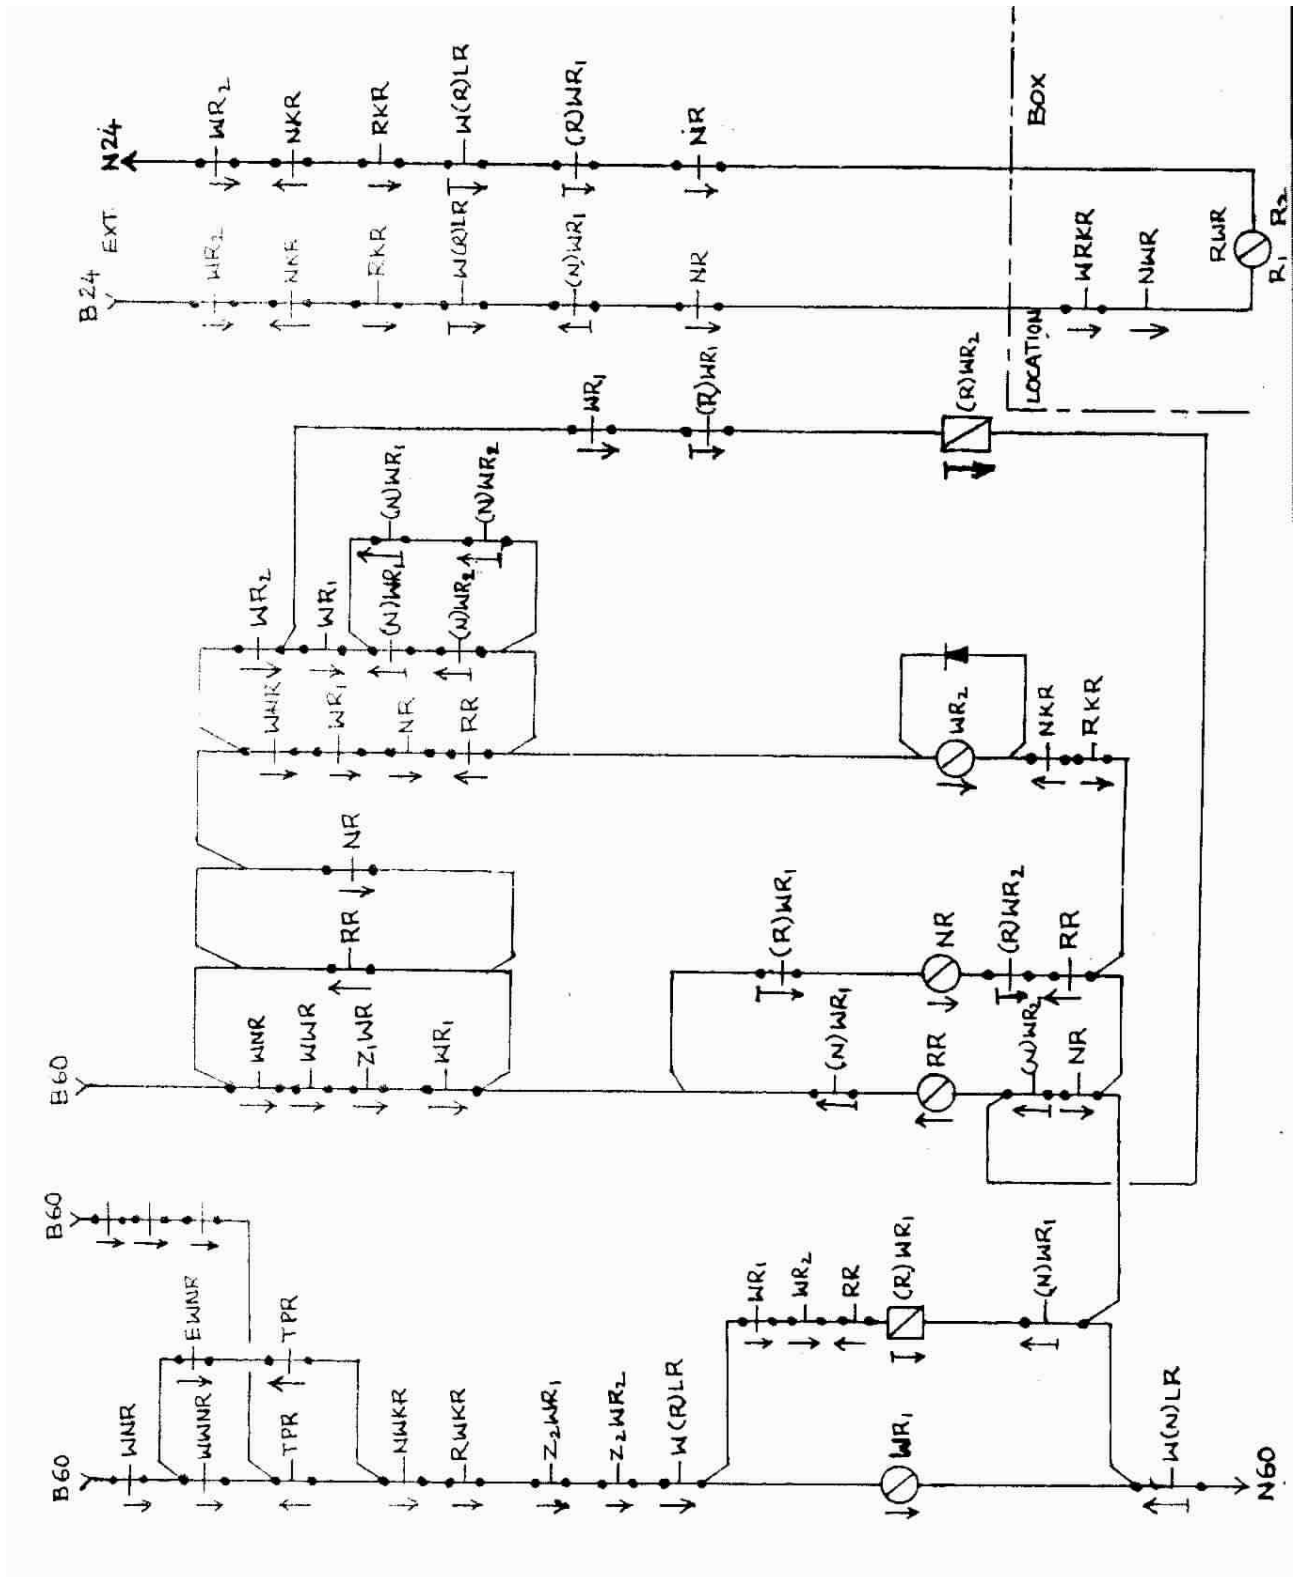 N24
WR2
NKR
RKR
W(R)LR
(R)WR1
NR
BOX
B24
EXT.
WR2
NKR
RKR
W(R)LR
(N)WR1
NR
LOCATION
WRKR
NWR
RWR
R1
R2
WR1
(R)WR1
(R)WR2
(N)WR1
(N)WR2
WR2
WR1
(N)WR1
(N)WR2
WNR
WR1
NR
RR
WR2
NKR
RKR
NR
RR
(R)WR1
NR
(R)WR2
RR
B60
WNR
WWR
Z1WR
WR1
(N)WR1
RR
(N)WR2
NR
B60
EWNR
TPR
WR1
WR2
RR
(R)WR1
(N)WR1
B60
WNR
WWNR
TPR
NWKR
RWKR
Z2WR1
Z2WR2
W(R)LR
WR1
W(N)LR
N60